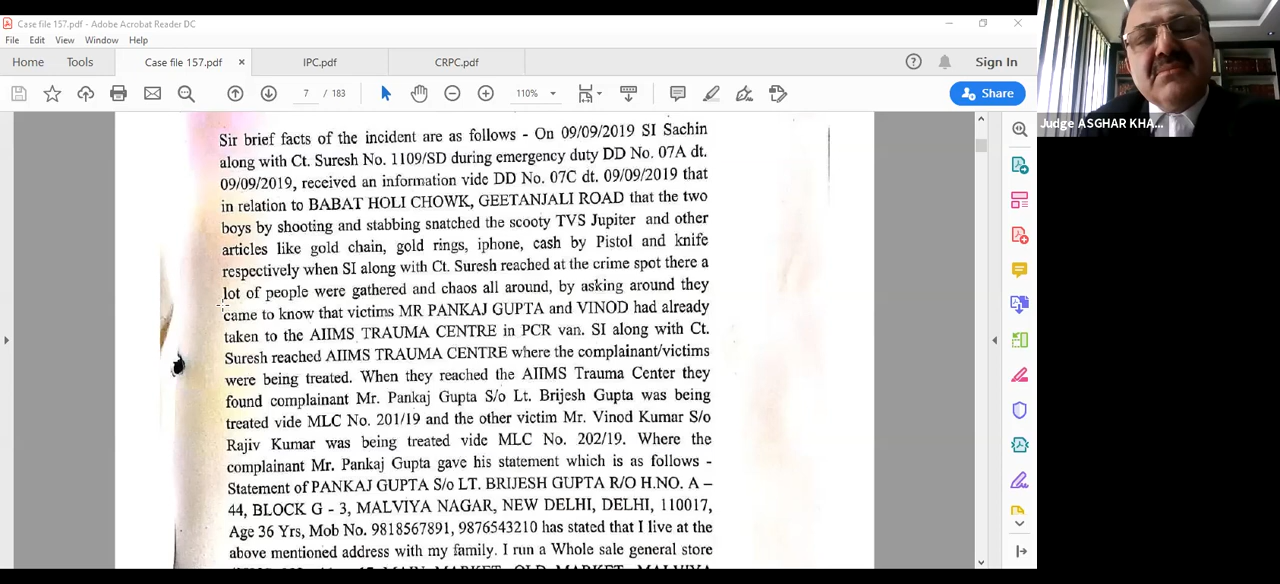 Case file 157.pdf - Adobe Acrobat Reader DC
File Edit View Window Help
Home Tools Case file 157.pdf × IPC.pdf CRPC.pdf Sign In
7 / 183 110% Share
Judge ASGHAR KHA...
Sir brief facts of the incident are as follows - On 09/09/2019 SI Sachin
along with Ct. Suresh No. 1109/SD during emergency duty DD No. 07A dt.
09/09/2019, received an information vide DD No. 07C dt. 09/09/2019 that
in relation to BABAT HOLI CHOWK, GEETANJALI ROAD that the two
boys by shooting and stabbing snatched the scooty TVS Jupiter and other
articles like gold chain, gold rings, iphone, cash by Pistol and knife
respectively when SI along with Ct. Suresh reached at the crime spot there a
lot of people were gathered and chaos all around, by asking around they
came to know that victims MR PANKAJ GUPTA and VINOD had already
taken to the AIIMS TRAUMA CENTRE in PCR van. SI along with Ct.
Suresh reached AIIMS TRAUMA CENTRE where the complainant/victims
were being treated. When they reached the AIIMS Trauma Center they
found complainant Mr. Pankaj Gupta S/o Lt. Brijesh Gupta was being
treated vide MLC No. 201/19 and the other victim Mr. Vinod Kumar S/o
Rajiv Kumar was being treated vide MLC No. 202/19. Where the
complainant Mr. Pankaj Gupta gave his statement which is as follows -
Statement of PANKAJ GUPTA S/o LT. BRIJESH GUPTA R/O H.NO. A –
44, BLOCK G - 3, MALVIYA NAGAR, NEW DELHI, DELHI, 110017,
Age 36 Yrs, Mob No. 9818567891, 9876543210 has stated that I live at the
above mentioned address with my family. I run a Whole sale general store
MAIN MARKET, OLD MARKET, MALVIYA